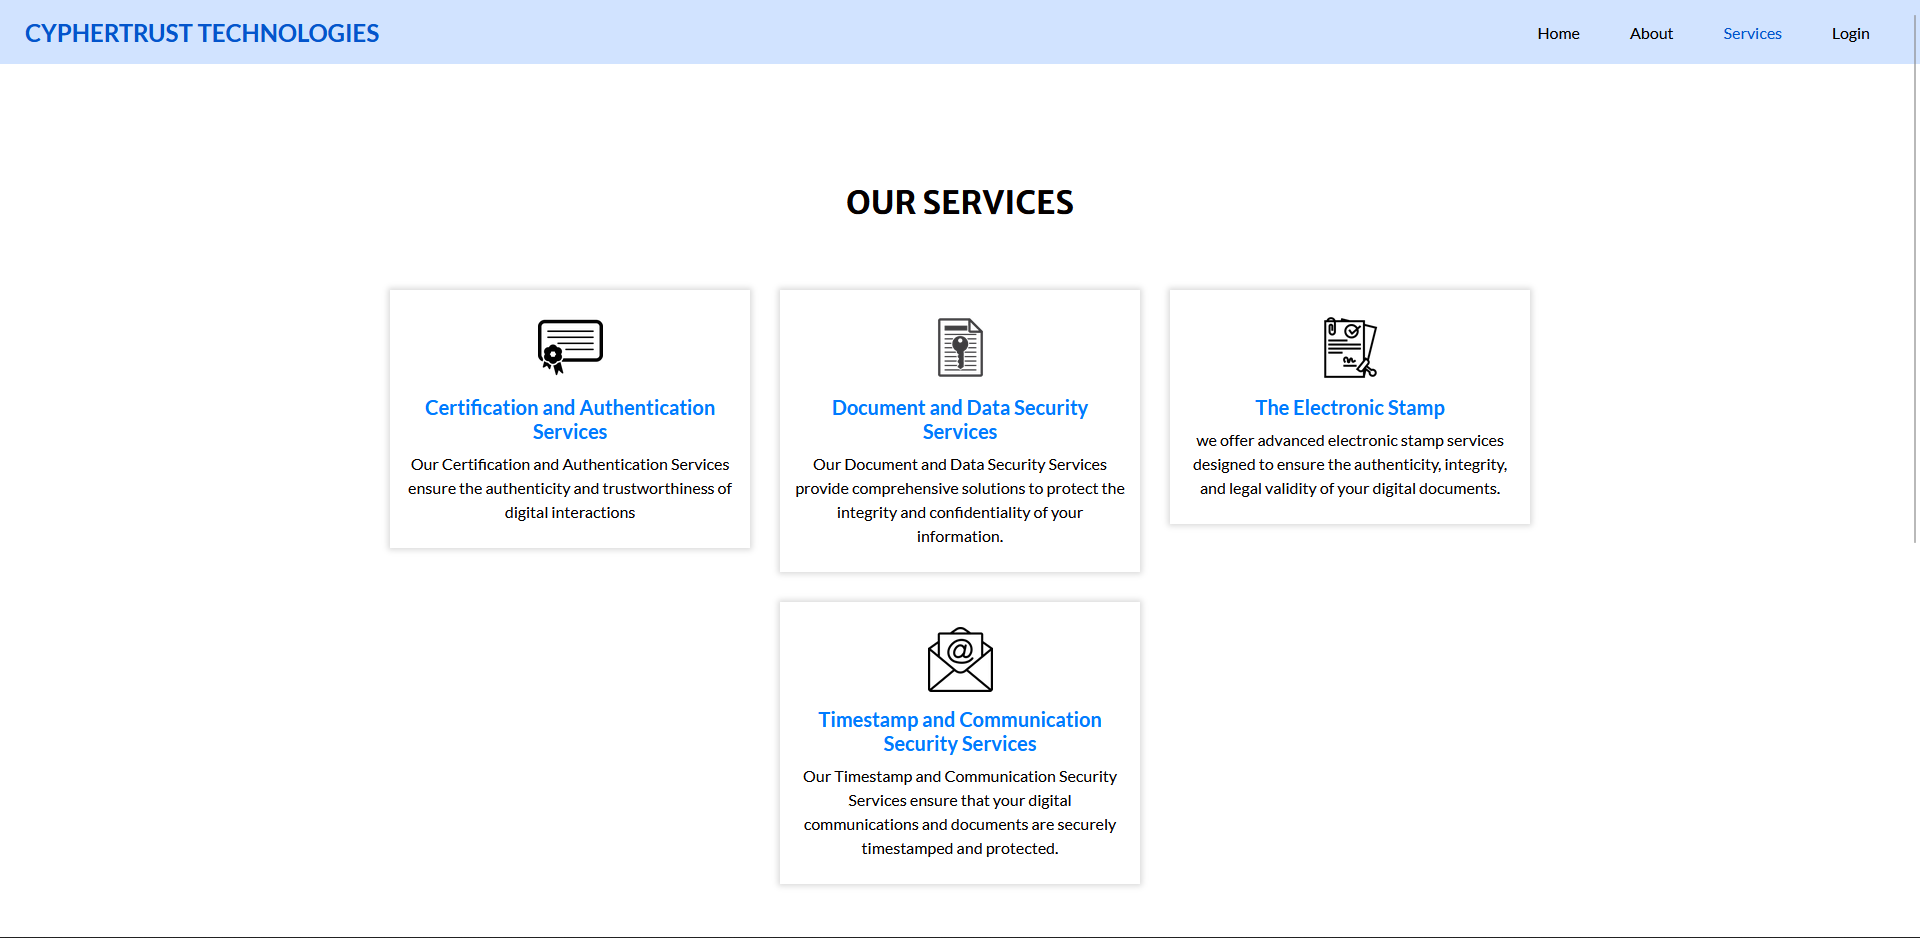 CYPHERTRUST TECHNOLOGIES
Home
About
Services
Login
OUR SERVICES
Certification and Authentication
Services
Our Certification and Authentication Services
ensure the authenticity and trustworthiness of
digital interactions
Document and Data Security
Services
Our Document and Data Security Services
provide comprehensive solutions to protect the
integrity and confidentiality of your
information.
The Electronic Stamp
we offer advanced electronic stamp services
designed to ensure the authenticity, integrity,
and legal validity of your digital documents.
@
Timestamp and Communication
Security Services
Our Timestamp and Communication Security
Services ensure that your digital
communications and documents are securely
timestamped and protected.